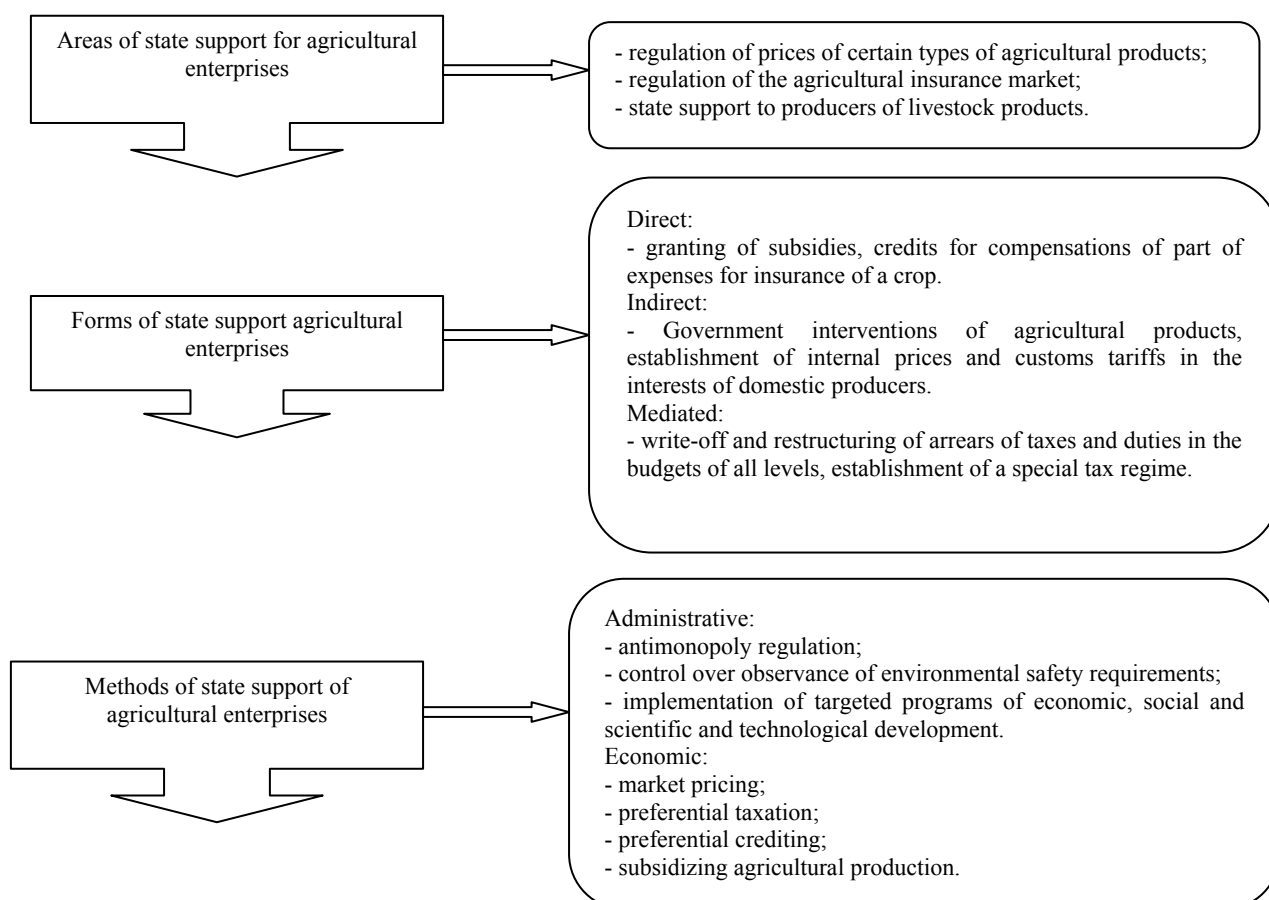 Areas of state support for agricultural
enterprises
- regulation of prices of certain types of agricultural products;
- regulation of the agricultural insurance market;
- state support to producers of livestock products.
Forms of state support agricultural
enterprises
Direct:
- granting of subsidies, credits for compensations of part of
expenses for insurance of a crop.
Indirect:
- Government interventions of agricultural products,
establishment of internal prices and customs tariffs in the
interests of domestic producers.
Mediated:
- write-off and restructuring of arrears of taxes and duties in the
budgets of all levels, establishment of a special tax regime.
Methods of state support of
agricultural enterprises
Administrative:
- antimonopoly regulation;
- control over observance of environmental safety requirements;
- implementation of targeted programs of economic, social and
scientific and technological development.
Economic:
- market pricing;
- preferential taxation;
- preferential crediting;
- subsidizing agricultural production.